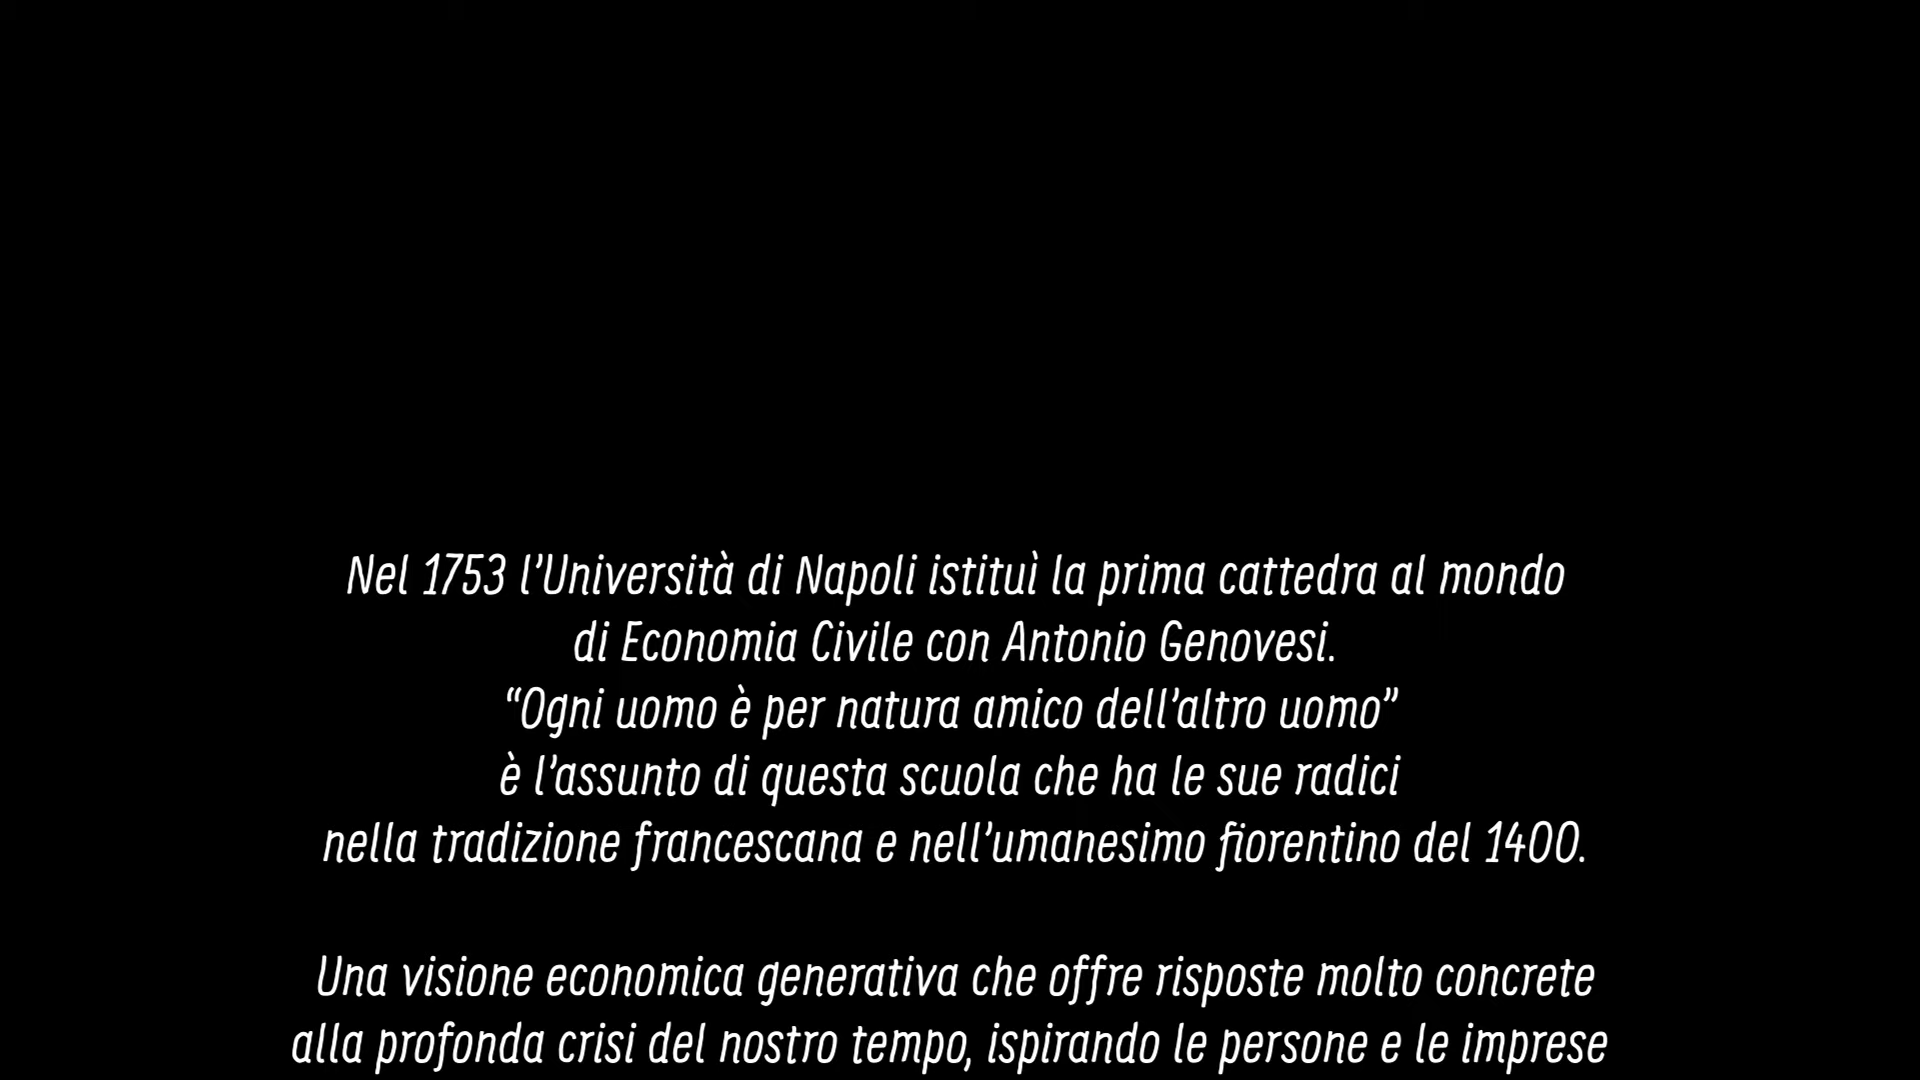 Nel 1753 l’Università di Napoli istituì la prima cattedra al mondo
di Economia Civile con Antonio Genovesi.
“Ogni uomo è per natura amico dell’altro uomo”
è l’assunto di questa scuola che ha le sue radici
nella tradizione francescana e nell’umanesimo fiorentino del 1400.
Una visione economica generativa che offre risposte molto concrete
alla profonda crisi del nostro tempo, ispirando le persone e le imprese